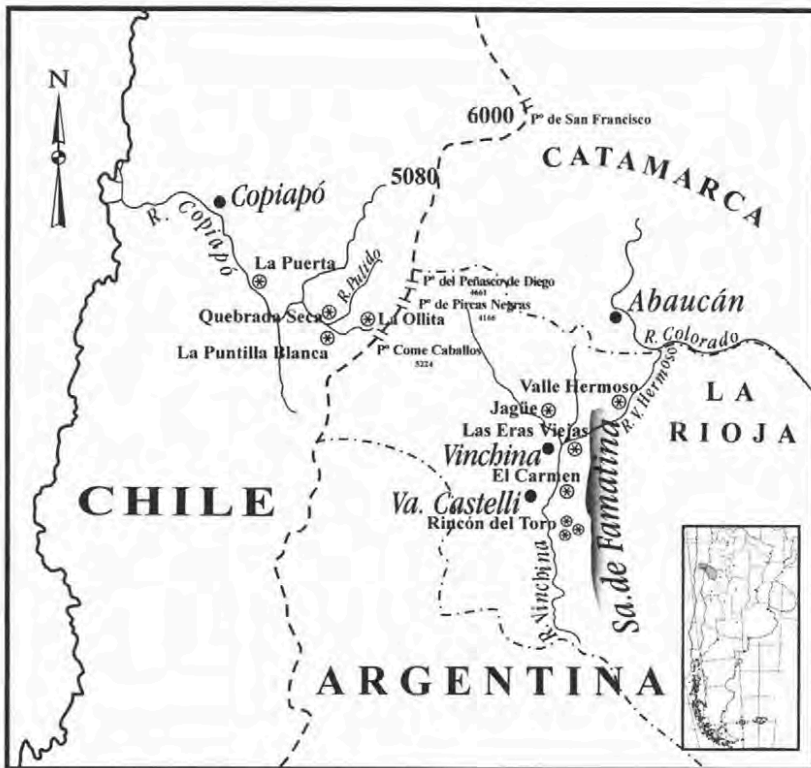 N
6000
Pº de San Francisco
CATAMARCA
5080
Copiapó
R. Copiapó
La Puerta
R. Pulido
Pº del Peñasco de Diego
4661
Pº de Pircas Negras
4166
Abaucán
Quebrada Seca
La Ollita
La Puntilla Blanca
Pº Come Caballos
5224
R. Colorado
Valle Hermoso
R. V. Hermoso
LA
RIOJA
Jagüe
Las Eras Viejas
Vinchina
El Carmen
CHILE
Va. Castelli
Rincón del Toro
Sa. de Famatina
R. Vinchina
ARGENTINA